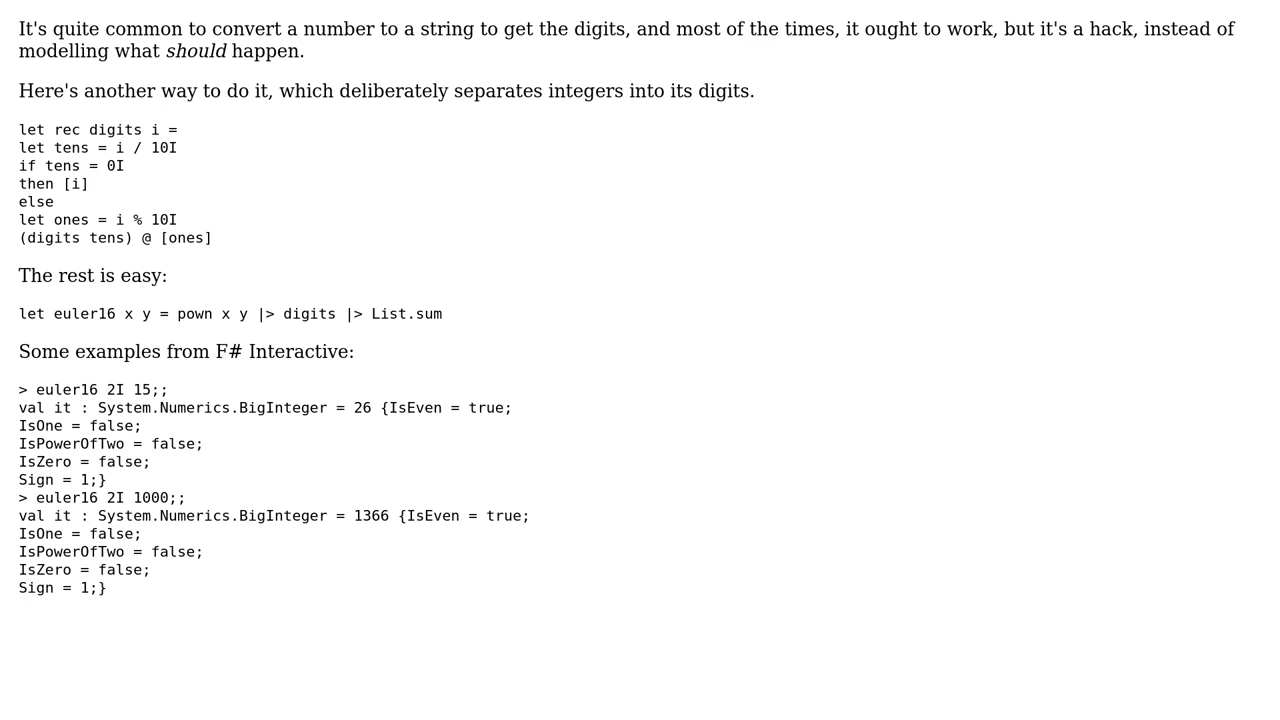 It's quite common to convert a number to a string to get the digits, and most of the times, it ought to work, but it's a hack, instead of
modelling what should happen.
Here's another way to do it, which deliberately separates integers into its digits.
let rec digits i =
let tens = i / 10I
if tens = 0I
then [i]
else
let ones = i % 10I
(digits tens) @ [ones]
The rest is easy:
let euler16 x y = pown x y |> digits |> List.sum
Some examples from F# Interactive:
> euler16 2I 15;;
val it : System.Numerics.BigInteger = 26 {IsEven = true;
IsOne = false;
IsPowerOfTwo = false;
IsZero = false;
Sign = 1;}
> euler16 2I 1000;;
val it : System.Numerics.BigInteger = 1366 {IsEven = true;
IsOne = false;
IsPowerOfTwo = false;
IsZero = false;
Sign = 1;}